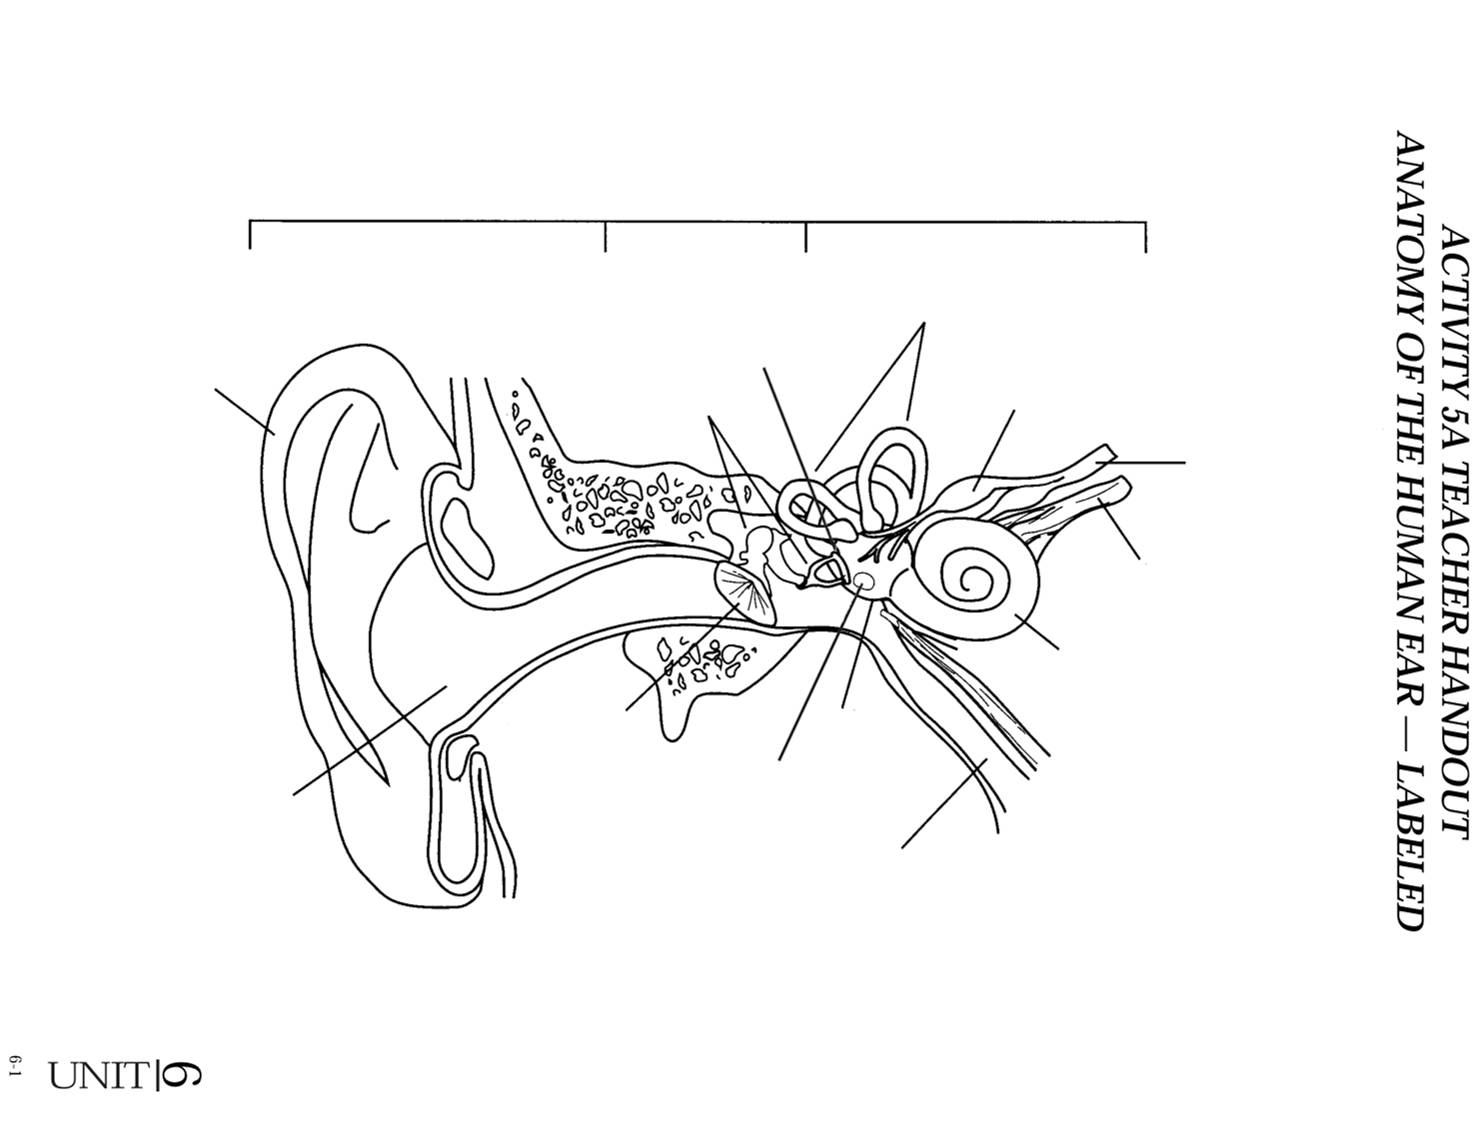 ACTIVITY 5A TEACHER HANDOUT
ANATOMY OF THE HUMAN EAR — LABELED
UNIT|6
6-1